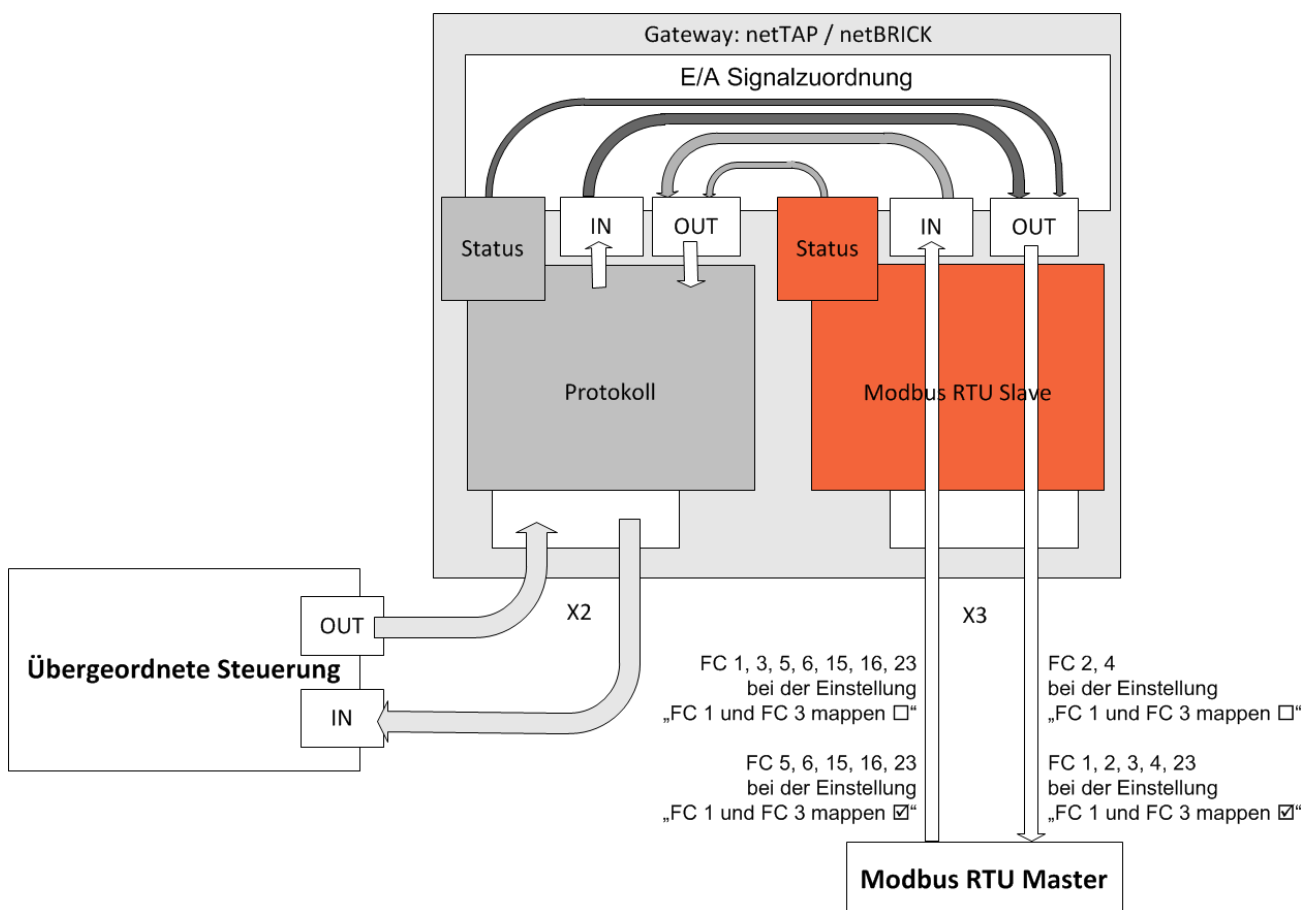 Gateway: netTAP / netBRICK
E/A Signalzuordnung
Status
IN
OUT
Status
IN
OUT
Protokoll
Modbus RTU Slave
X2
X3
OUT
Übergeordnete Steuerung
IN
FC 1, 3, 5, 6, 15, 16, 23
bei der Einstellung
„FC 1 und FC 3 mappen ☐“
FC 2, 4
bei der Einstellung
„FC 1 und FC 3 mappen ☐“
FC 5, 6, 15, 16, 23
bei der Einstellung
„FC 1 und FC 3 mappen ☑“
FC 1, 2, 3, 4, 23
bei der Einstellung
„FC 1 und FC 3 mappen ☑“
Modbus RTU Master